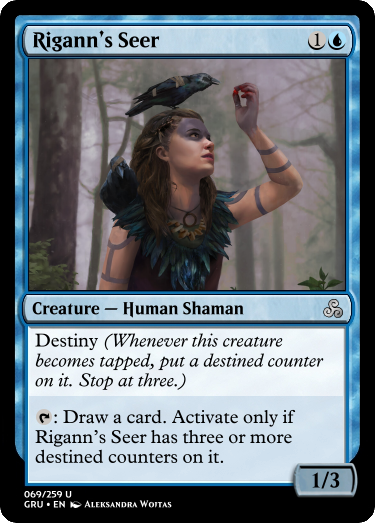 Rigann's Seer 1
Creature — Human Shaman
Destiny (Whenever this creature
becomes tapped, put a destined counter
on it. Stop at three.)
: Draw a card. Activate only if
Rigann's Seer has three or more
destined counters on it.
1/3
069/259 U
GRU • EN Aleksandra Wojtas